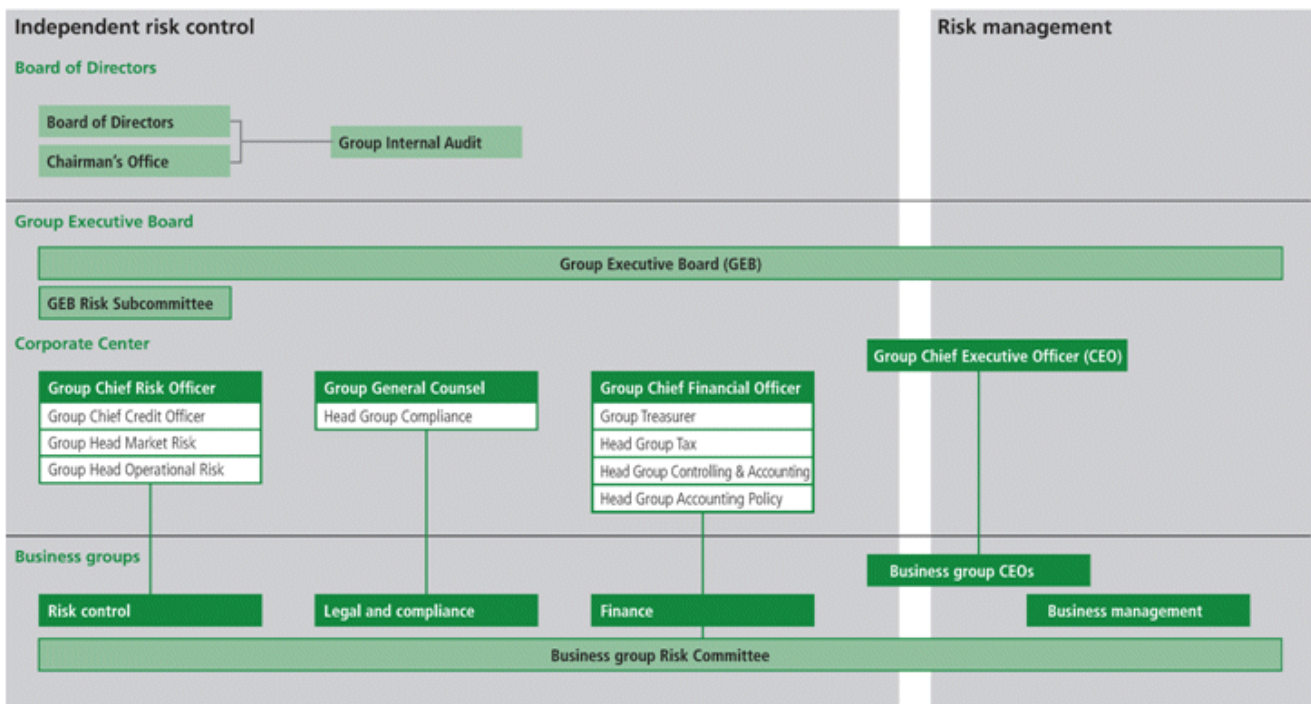 Independent risk control
Risk management
Board of Directors
Board of Directors
Chairman's Office
Group Internal Audit
Group Executive Board
Group Executive Board (GEB)
GEB Risk Subcommittee
Corporate Center
Group Chief Executive Officer (CEO)
Group Chief Risk Officer
Group Chief Credit Officer
Group Head Market Risk
Group Head Operational Risk
Group General Counsel
Head Group Compliance
Group Chief Financial Officer
Group Treasurer
Head Group Tax
Head Group Controlling & Accounting
Head Group Accounting Policy
Business groups
Business group CEOs
Risk control
Legal and compliance
Finance
Business management
Business group Risk Committee